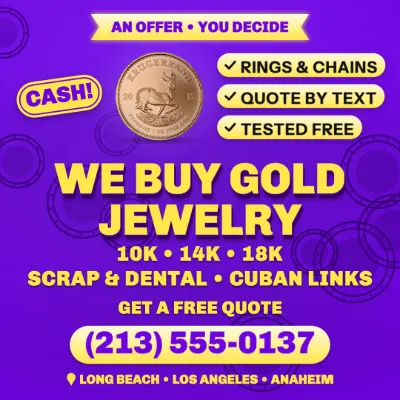 AN OFFER • YOU DECIDE
CASH!
KRUGERRAND
✓ RINGS & CHAINS
✓ QUOTE BY TEXT
✓ TESTED FREE
WE BUY GOLD
JEWELRY
10K • 14K • 18K
SCRAP & DENTAL • CUBAN LINKS
GET A FREE QUOTE
(213) 555-0137
LONG BEACH • LOS ANGELES • ANAHEIM